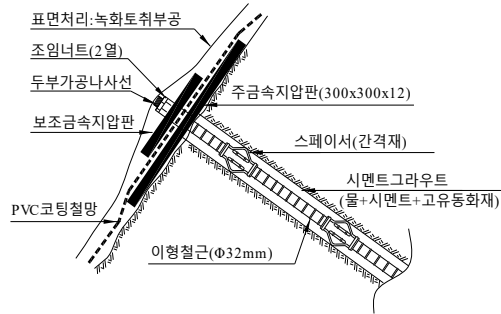 표면처리:녹화토취부공
조임너트(2열)
두부가공나사선
주금속지압판(300x300x12)
보조금속지압판
스페이서(간격재)
시멘트그라우트
(물+시멘트+고유동화재)
PVC코팅철망
이형철근(Φ32mm)